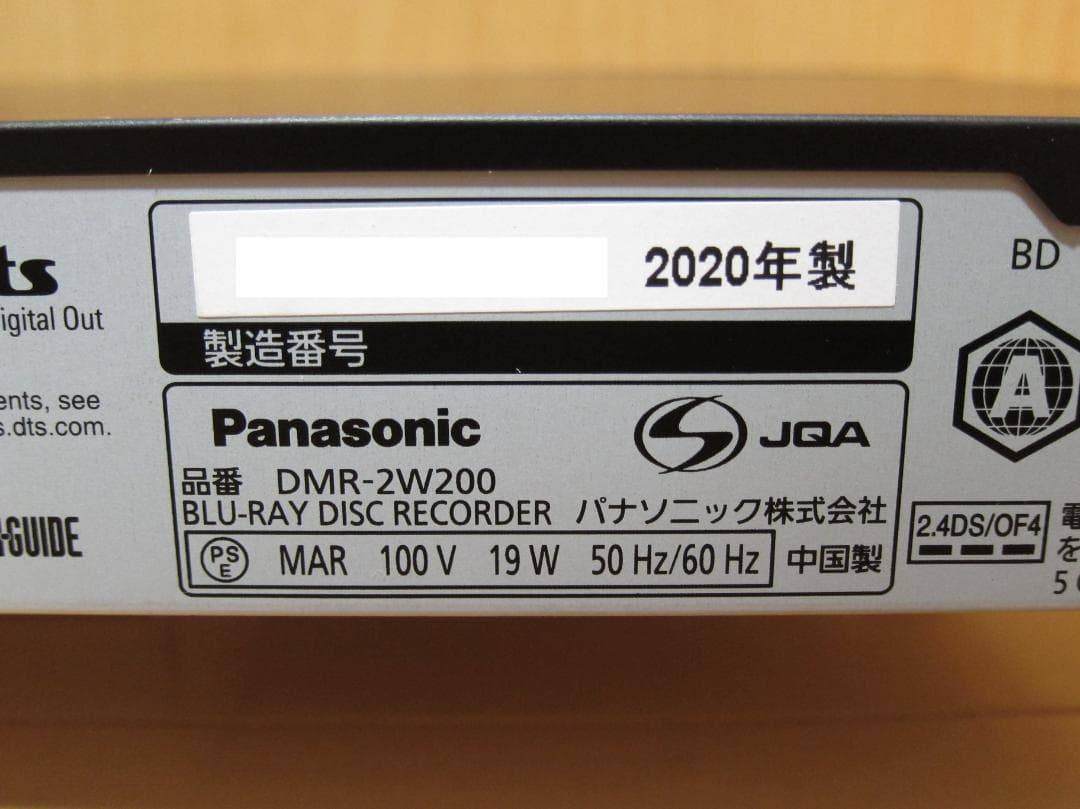 2020年製
製造番号
ts
igital Out
ents, see
s.dts.com.
-GUIDE
Panasonic
JQA
品番 DMR-2W200
BLU-RAY DISC RECORDER パナソニック株式会社
PS
E
MAR 100 V 19 W 50 Hz/60 Hz 中国製
BD
A
2.4DS/OF4
電
を
5